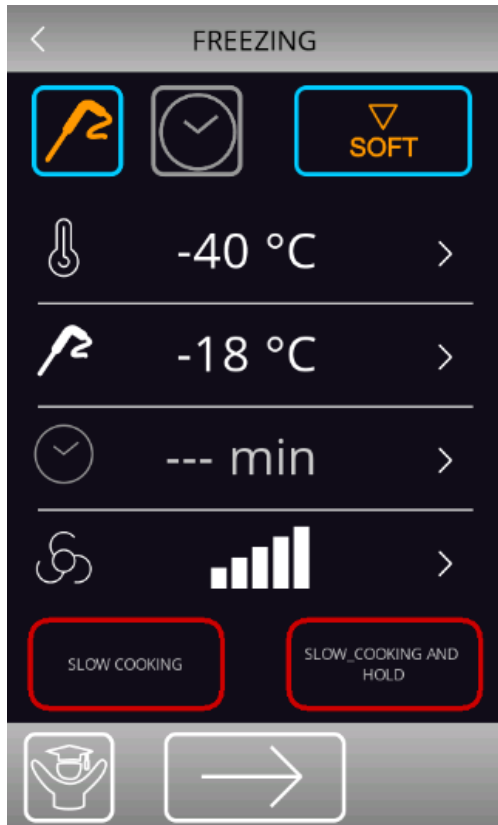 FREEZING
SOFT
-40 °C
-18 °C
--- min
SLOW COOKING
SLOW_COOKING AND
HOLD